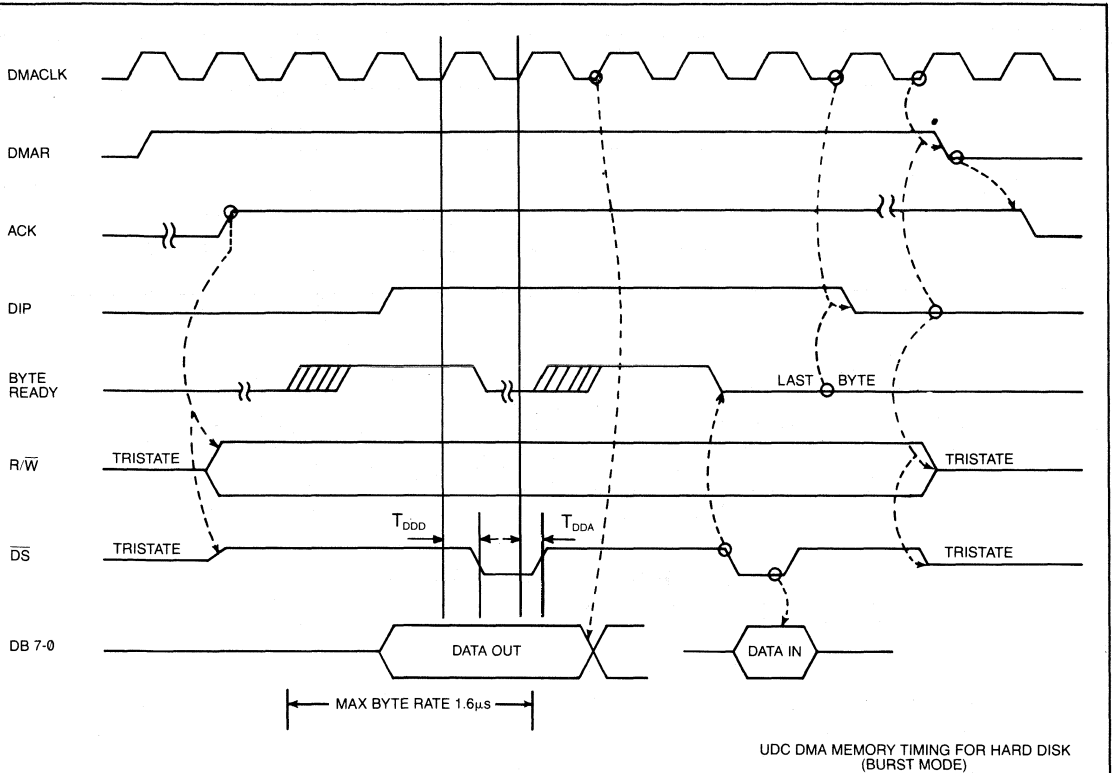 DMACLK
DMAR
ACK
DIP
BYTE
READY
LAST BYTE
R/W̅
TRISTATE
TRISTATE
T_DDD
T_DDA
D̅S̅
TRISTATE
TRISTATE
DB 7-0
DATA OUT
DATA IN
MAX BYTE RATE 1.6μs
UDC DMA MEMORY TIMING FOR HARD DISK
(BURST MODE)